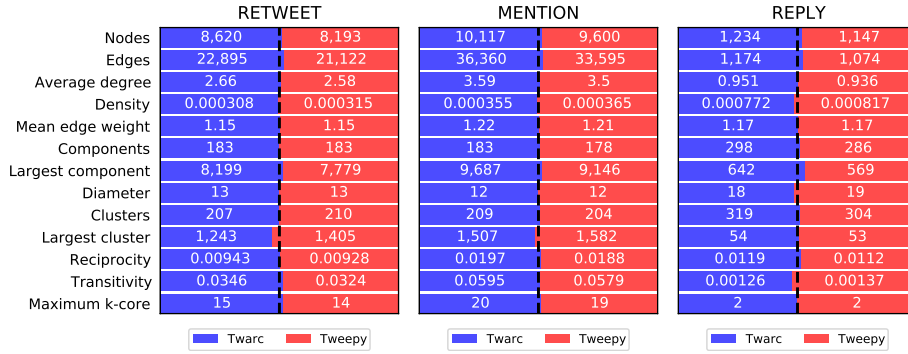 RETWEET MENTION REPLY
Nodes 8,620 8,193 10,117 9,600 1,234 1,147
Edges 22,895 21,122 36,360 33,595 1,174 1,074
Average degree 2.66 2.58 3.59 3.5 0.951 0.936
Density 0.000308 0.000315 0.000355 0.000365 0.000772 0.000817
Mean edge weight 1.15 1.15 1.22 1.21 1.17 1.17
Components 183 183 183 178 298 286
Largest component 8,199 7,779 9,687 9,146 642 569
Diameter 13 13 12 12 18 19
Clusters 207 210 209 204 319 304
Largest cluster 1,243 1,405 1,507 1,582 54 53
Reciprocity 0.00943 0.00928 0.0197 0.0188 0.0119 0.0112
Transitivity 0.0346 0.0324 0.0595 0.0579 0.00126 0.00137
Maximum k-core 15 14 20 19 2 2
Twarc Tweepy Twarc Tweepy Twarc Tweepy